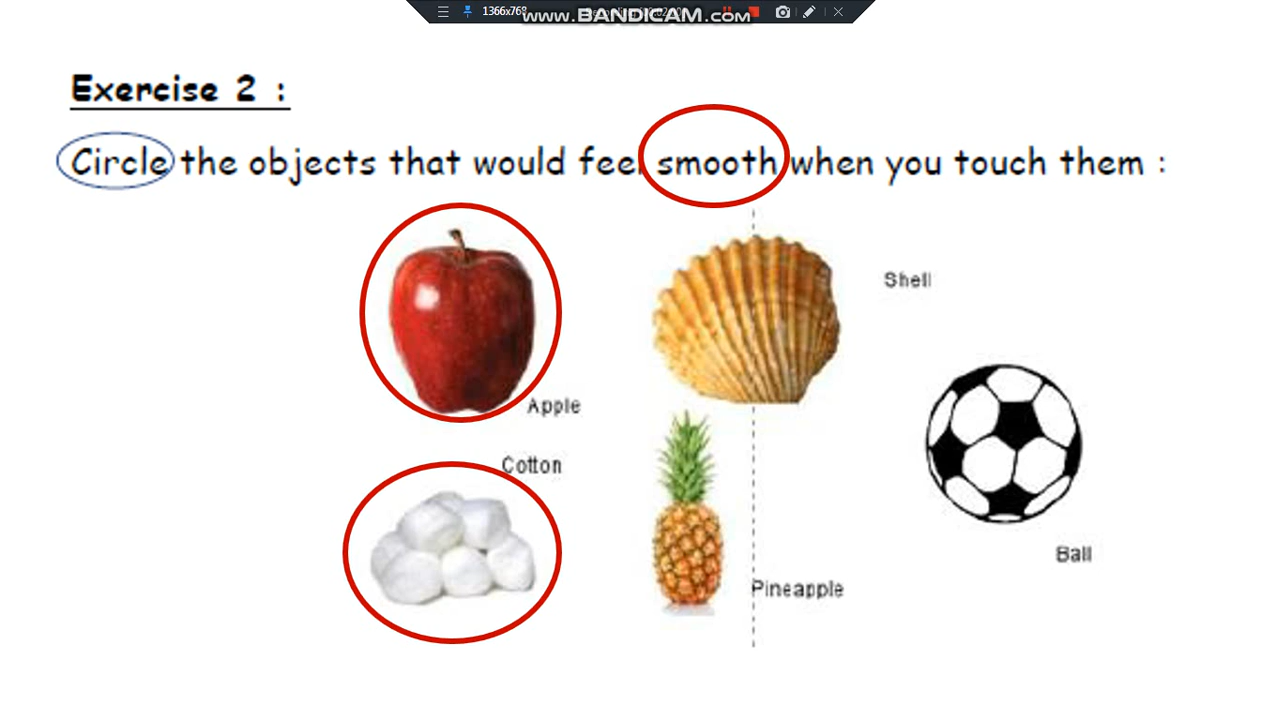 1366x768
www.BANDICAM.com
Exercise 2 :
Circle the objects that would feel smooth when you touch them :
Shell
Apple
Cotton
Ball
Pineapple